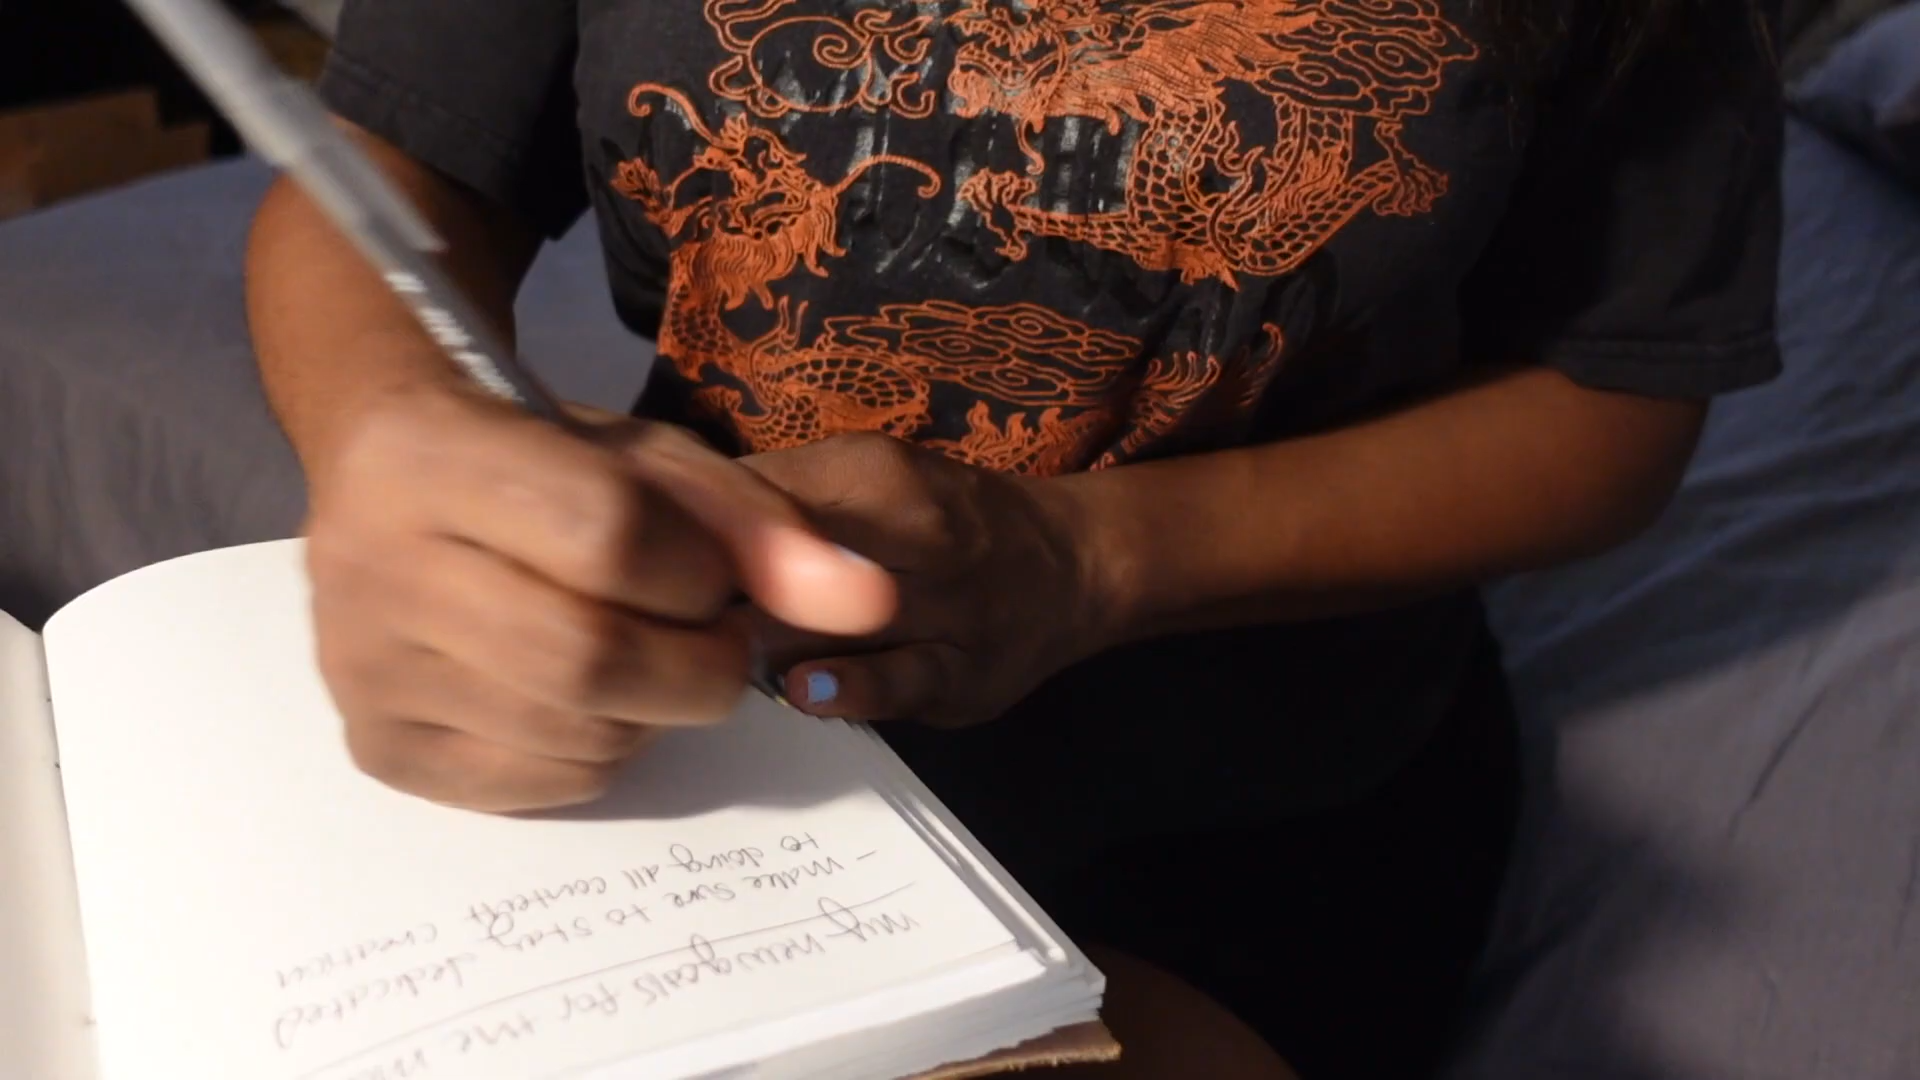 my new goals for the
- make sure to stay dedicated
to doing all content creation